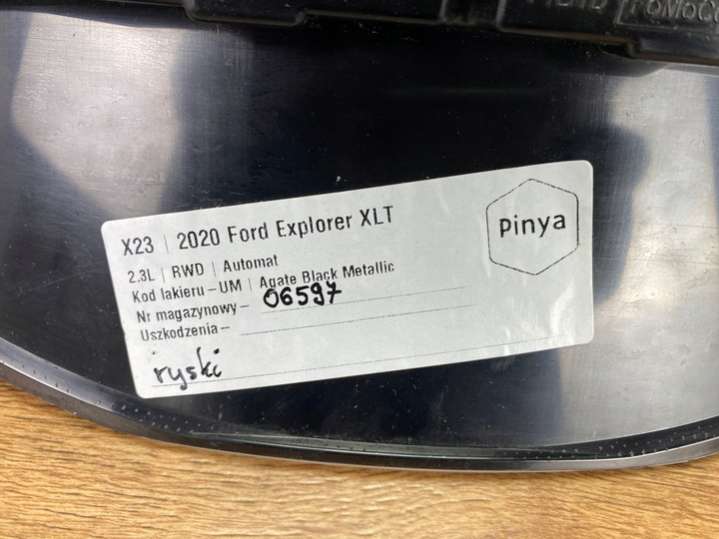 FoMoCo
X23 | 2020 Ford Explorer XLT
Pinya
2,3L | RWD | Automat
Kod lakieru – UM | Agate Black Metallic
Nr magazynowy – 06597
Uszkodzenia –
ryski